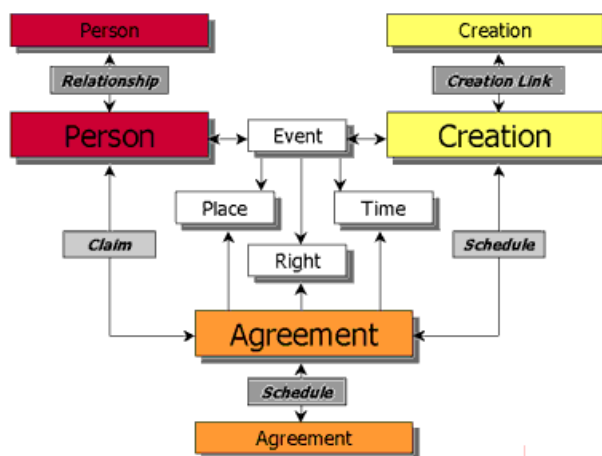 Person
Creation
Relationship
Creation Link
Person
Event
Creation
Place
Time
Claim
Right
Schedule
Agreement
Schedule
Agreement